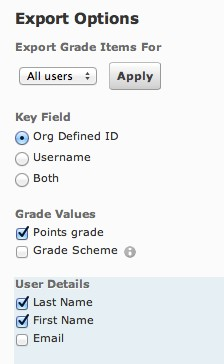 Export Options
Export Grade Items For
All users
Apply
Key Field
Org Defined ID
Username
Both
Grade Values
Points grade
Grade Scheme
User Details
Last Name
First Name
Email